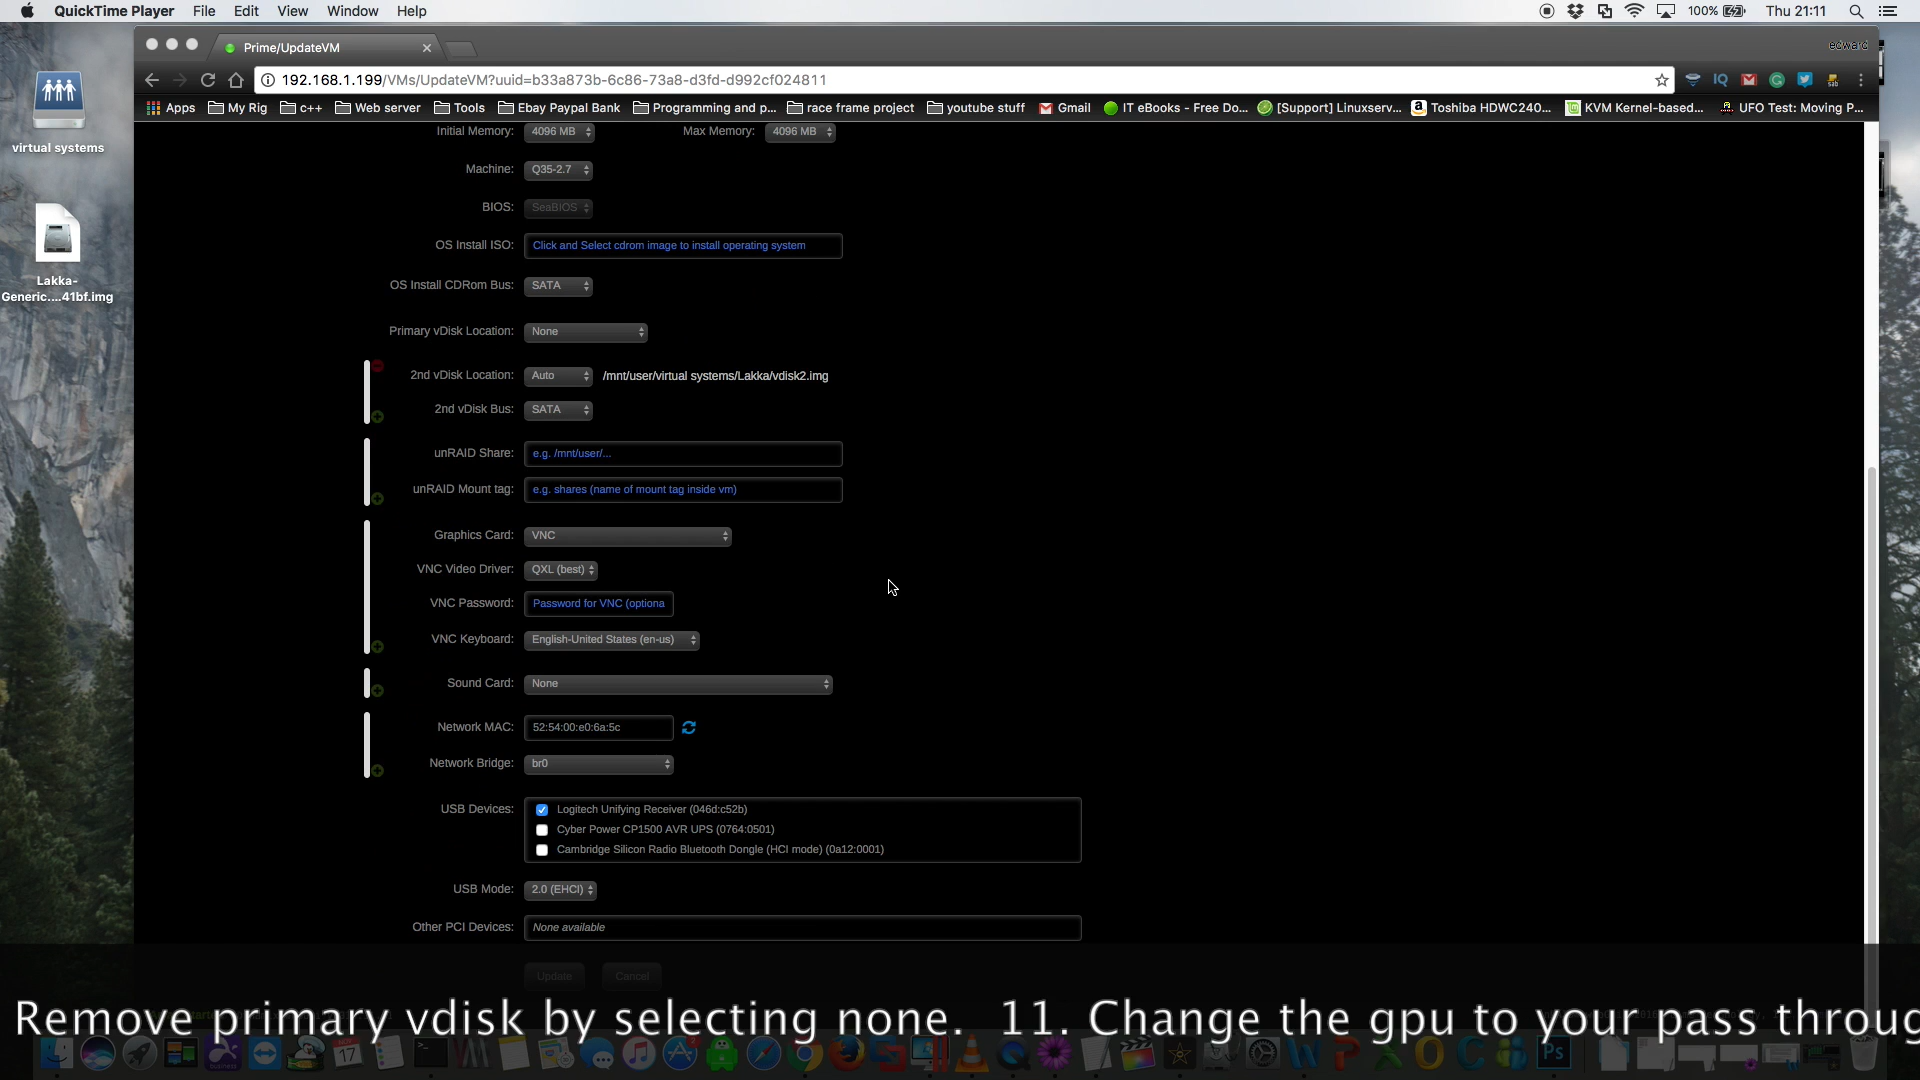 QuickTime Player File Edit View Window Help 100% Thu 21:11
Prime/UpdateVM
edward
192.168.1.199/VMs/UpdateVM?uuid=b33a873b-6c86-73a8-d3fd-d992cf024811
Apps My Rig c++ Web server Tools Ebay Paypal Bank Programming and p... race frame project youtube stuff Gmail IT eBooks - Free Do... [Support] Linuxserv... Toshiba HDWC240... KVM Kernel-based... UFO Test: Moving P...
virtual systems
Lakka-
Generic....41bf.img
Initial Memory: 4096 MB Max Memory: 4096 MB
Machine: Q35-2.7
BIOS: SeaBIOS
OS Install ISO: Click and Select cdrom image to install operating system
OS Install CDRom Bus: SATA
Primary vDisk Location: None
2nd vDisk Location: Auto /mnt/user/virtual systems/Lakka/vdisk2.img
2nd vDisk Bus: SATA
unRAID Share: e.g. /mnt/user/...
unRAID Mount tag: e.g. shares (name of mount tag inside vm)
Graphics Card: VNC
VNC Video Driver: QXL (best)
VNC Password: Password for VNC (optiona
VNC Keyboard: English-United States (en-us)
Sound Card: None
Network MAC: 52:54:00:e0:6a:5c
Network Bridge: br0
USB Devices: Logitech Unifying Receiver (046d:c52b)
Cyber Power CP1500 AVR UPS (0764:0501)
Cambridge Silicon Radio Bluetooth Dongle (HCI mode) (0a12:0001)
USB Mode: 2.0 (EHCI)
Other PCI Devices: None available
Update Cancel
Remove primary vdisk by selecting none. 11. Change the gpu to your pass throug